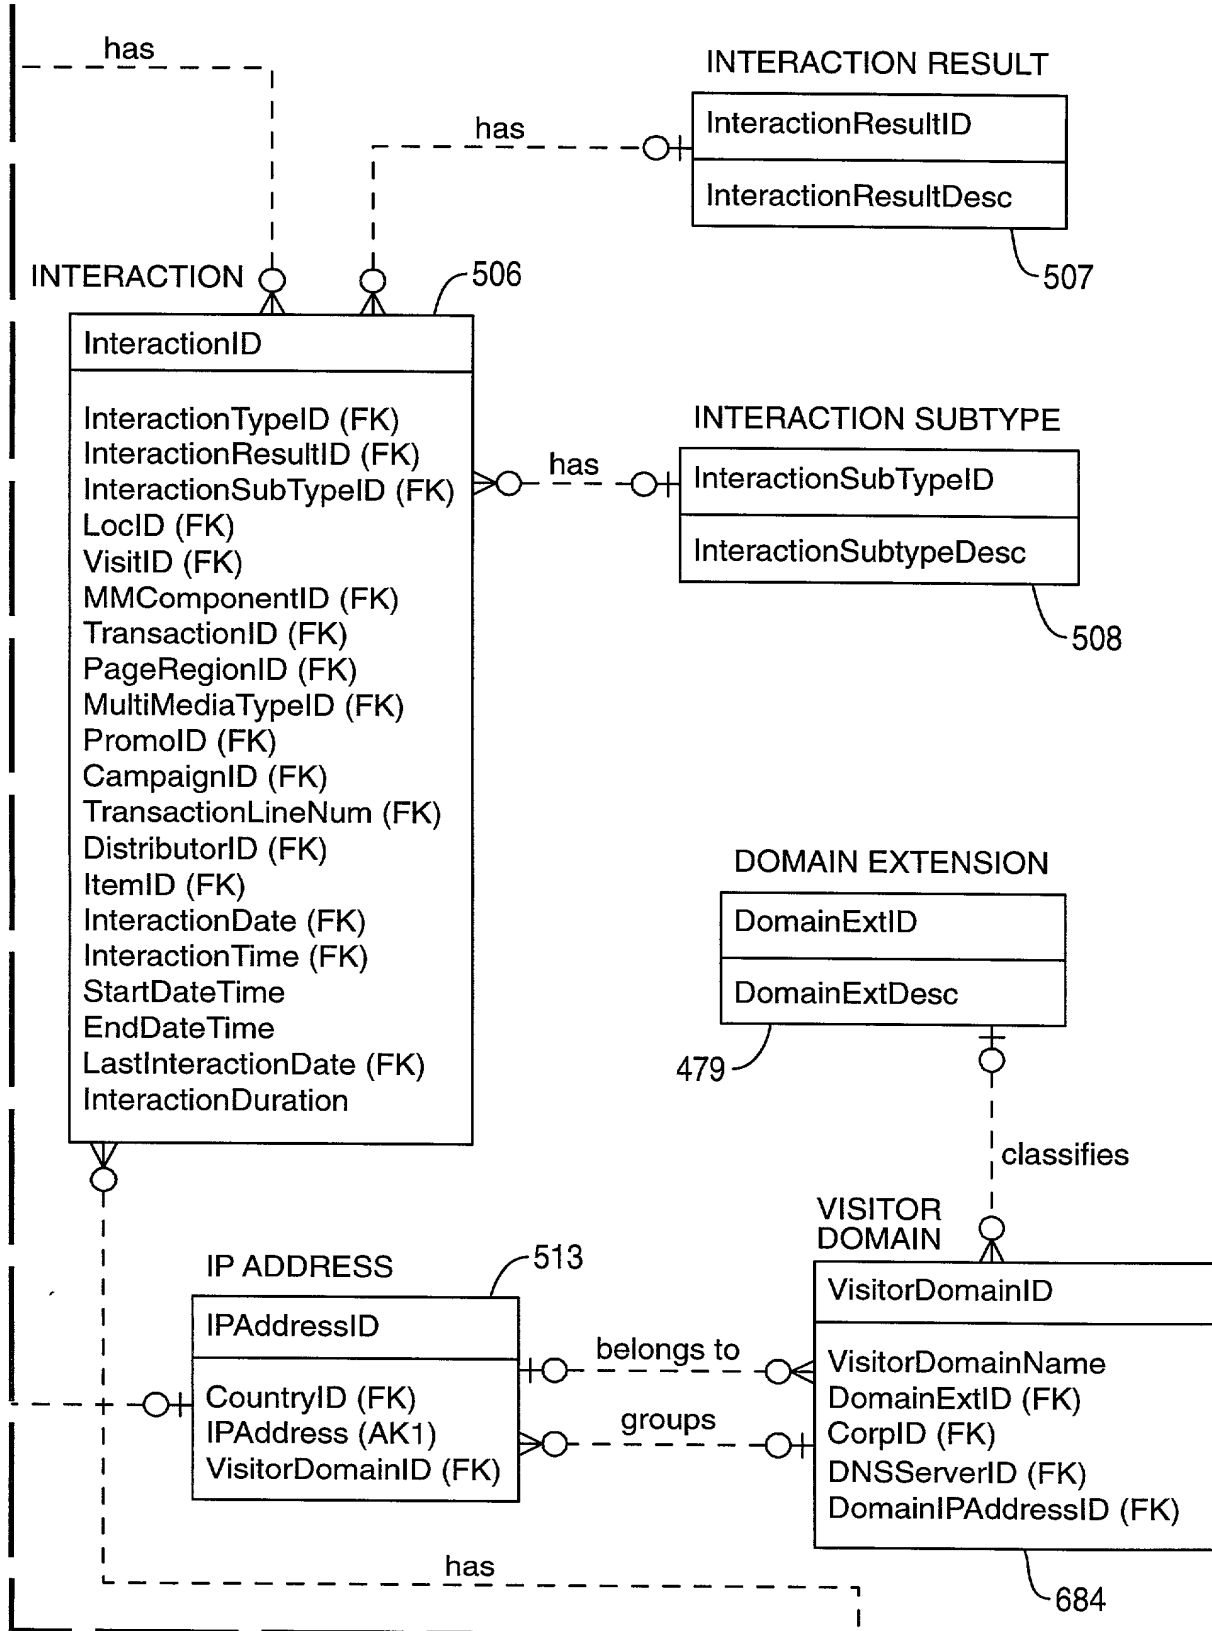 has
INTERACTION RESULT
InteractionResultID
InteractionResultDesc
507
has
INTERACTION
506
InteractionID
InteractionTypeID (FK)
InteractionResultID (FK)
InteractionSubTypeID (FK)
LocID (FK)
VisitID (FK)
MMComponentID (FK)
TransactionID (FK)
PageRegionID (FK)
MultiMediaTypeID (FK)
PromoID (FK)
CampaignID (FK)
TransactionLineNum (FK)
DistributorID (FK)
ItemID (FK)
InteractionDate (FK)
InteractionTime (FK)
StartDateTime
EndDateTime
LastInteractionDate (FK)
InteractionDuration
has
INTERACTION SUBTYPE
InteractionSubTypeID
InteractionSubtypeDesc
508
DOMAIN EXTENSION
DomainExtID
DomainExtDesc
479
classifies
VISITOR
DOMAIN
VisitorDomainID
VisitorDomainName
DomainExtID (FK)
CorpID (FK)
DNSServerID (FK)
DomainIPAddressID (FK)
684
IP ADDRESS
513
IPAddressID
CountryID (FK)
IPAddress (AK1)
VisitorDomainID (FK)
belongs to
groups
has